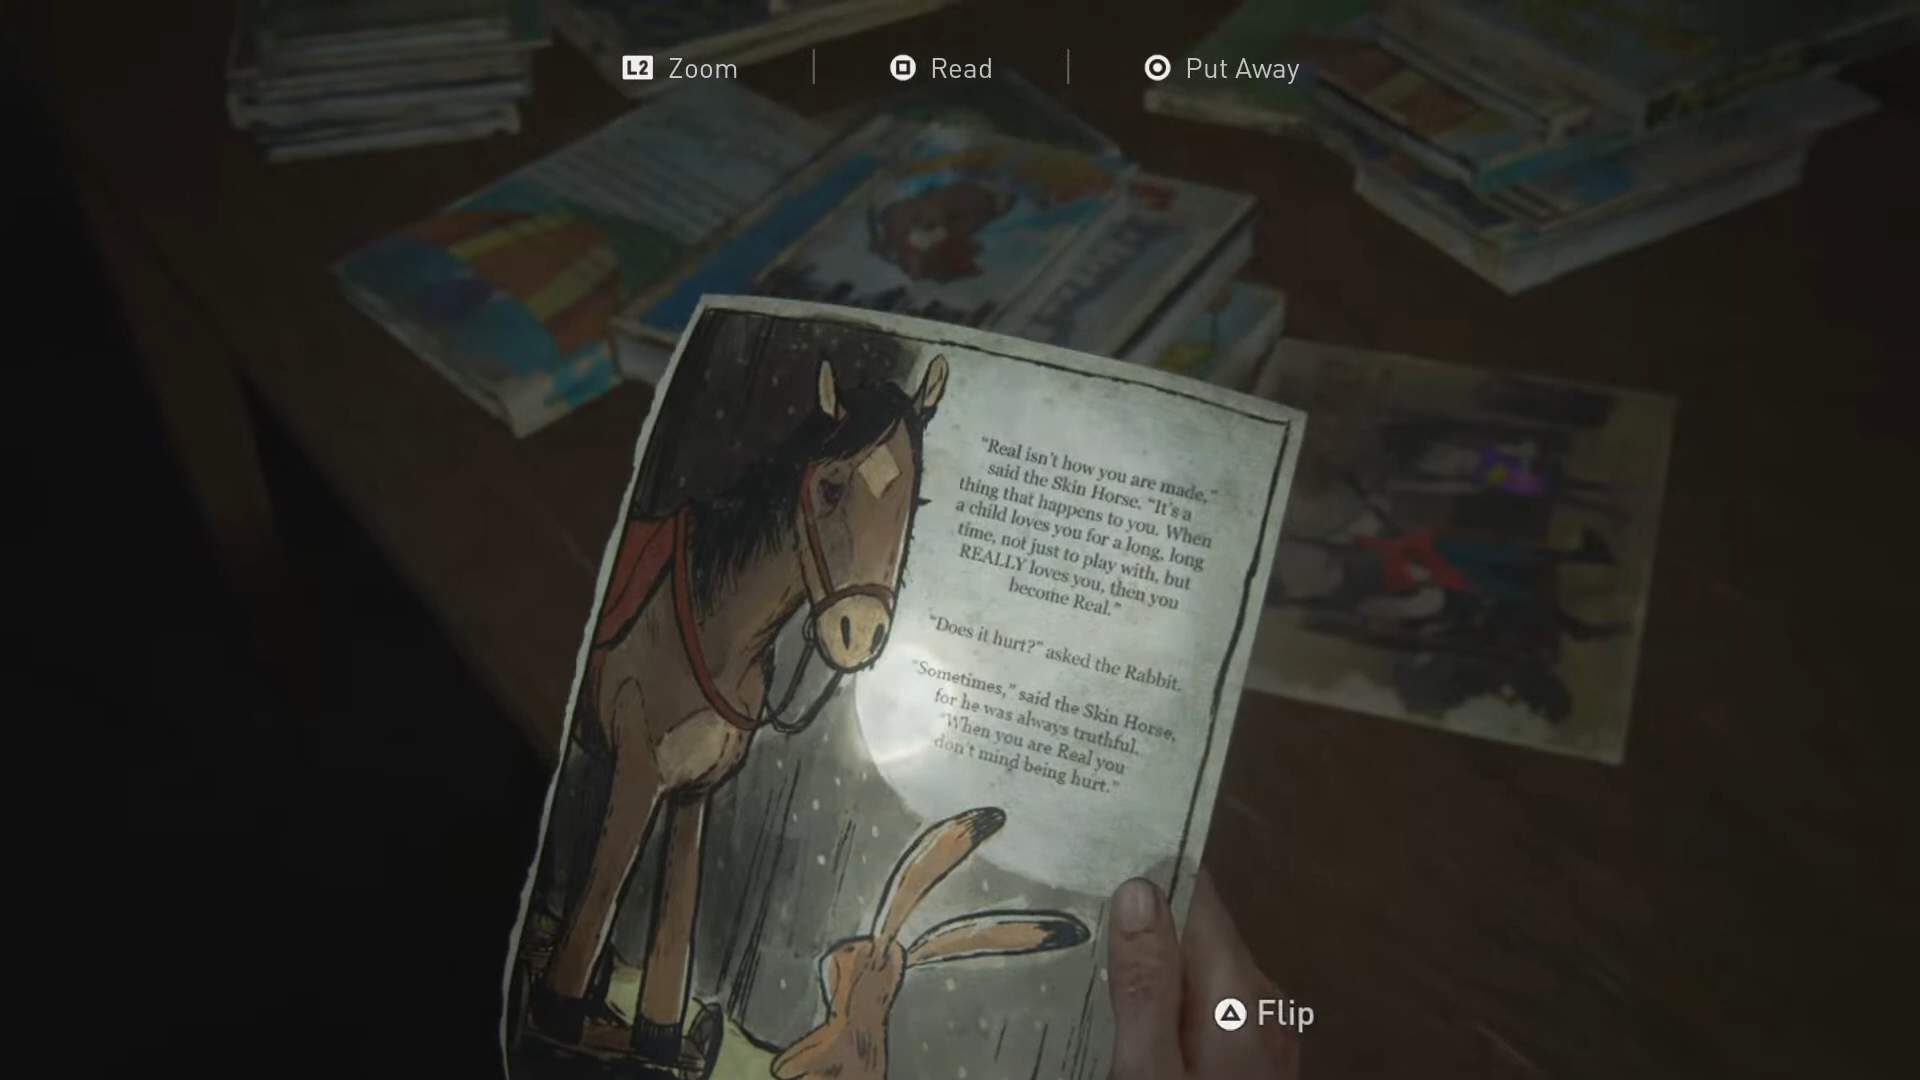 L2 Zoom
Read
Put Away
“Real isn’t how you are made,”
said the Skin Horse. “It’s a
thing that happens to you. When
a child loves you for a long, long
time, not just to play with, but
REALLY loves you, then you
become Real.”
“Does it hurt?” asked the Rabbit.
“Sometimes,” said the Skin Horse,
for he was always truthful.
“When you are Real you
don’t mind being hurt.”
Flip